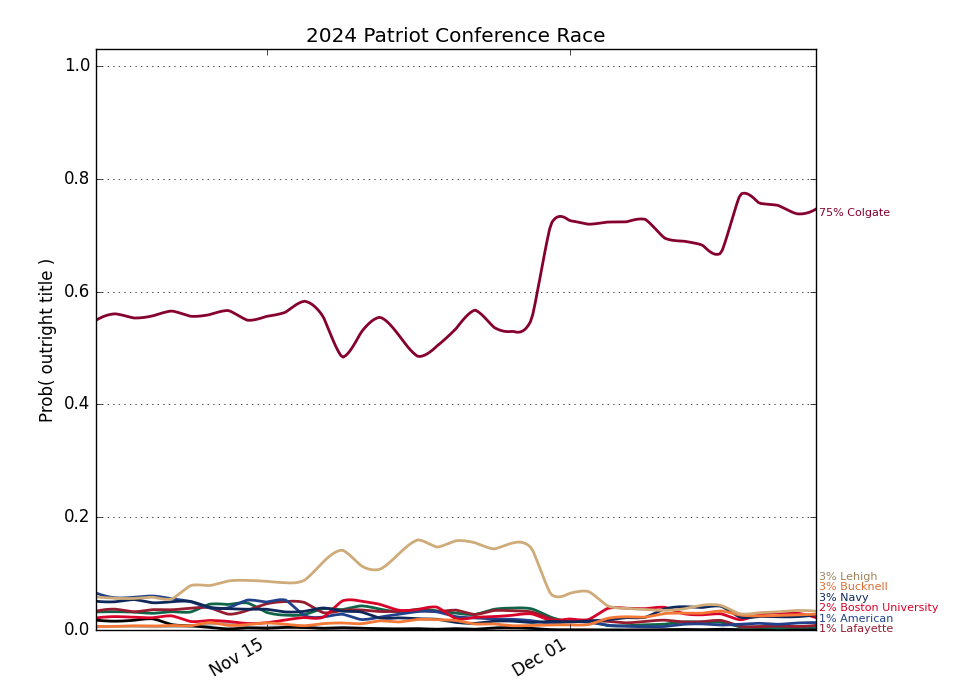 2024 Patriot Conference Race
Prob( outright title )
1.0
0.8
0.6
0.4
0.2
0.0
Nov 15
Dec 01
75% Colgate
3% Lehigh
3% Bucknell
3% Navy
2% Boston University
1% American
1% Lafayette